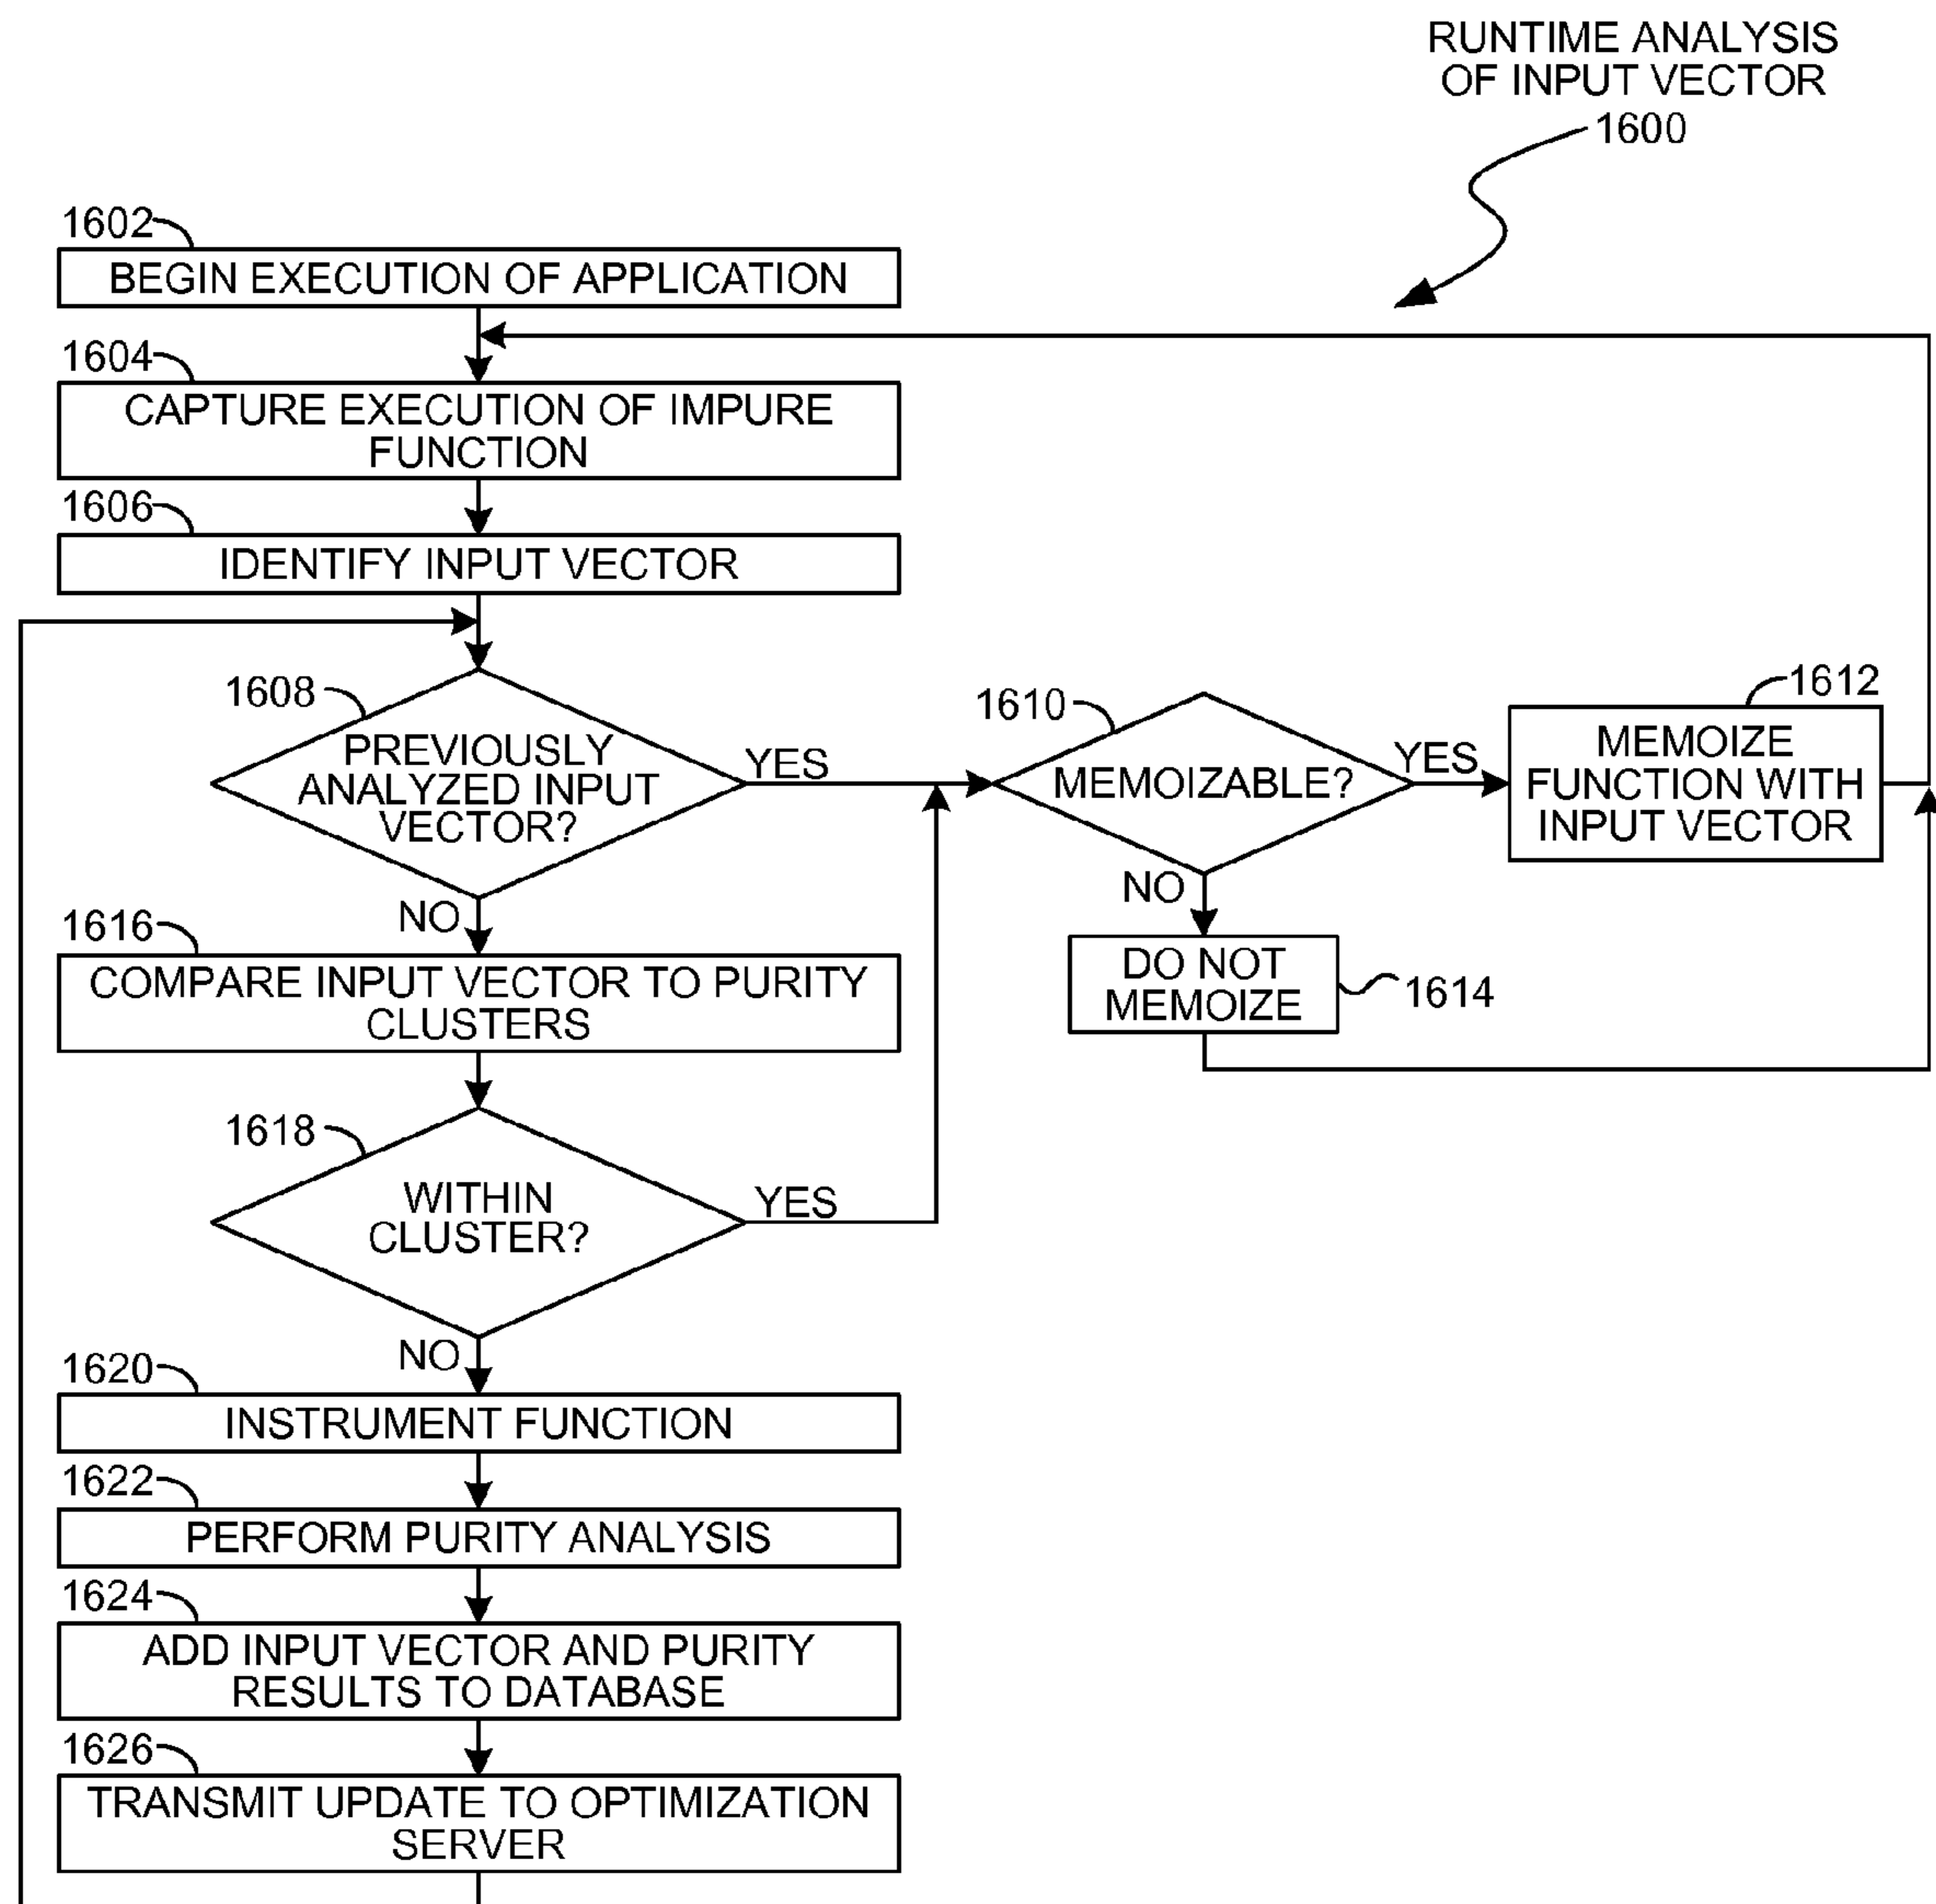 RUNTIME ANALYSIS
OF INPUT VECTOR
1600
1602
BEGIN EXECUTION OF APPLICATION
1604
CAPTURE EXECUTION OF IMPURE
FUNCTION
1606
IDENTIFY INPUT VECTOR
1608
PREVIOUSLY
ANALYZED INPUT
VECTOR?
YES
NO
1610
MEMOIZABLE?
YES
NO
1612
MEMOIZE
FUNCTION WITH
INPUT VECTOR
DO NOT
MEMOIZE
1614
1616
COMPARE INPUT VECTOR TO PURITY
CLUSTERS
1618
WITHIN
CLUSTER?
YES
NO
1620
INSTRUMENT FUNCTION
1622
PERFORM PURITY ANALYSIS
1624
ADD INPUT VECTOR AND PURITY
RESULTS TO DATABASE
1626
TRANSMIT UPDATE TO OPTIMIZATION
SERVER